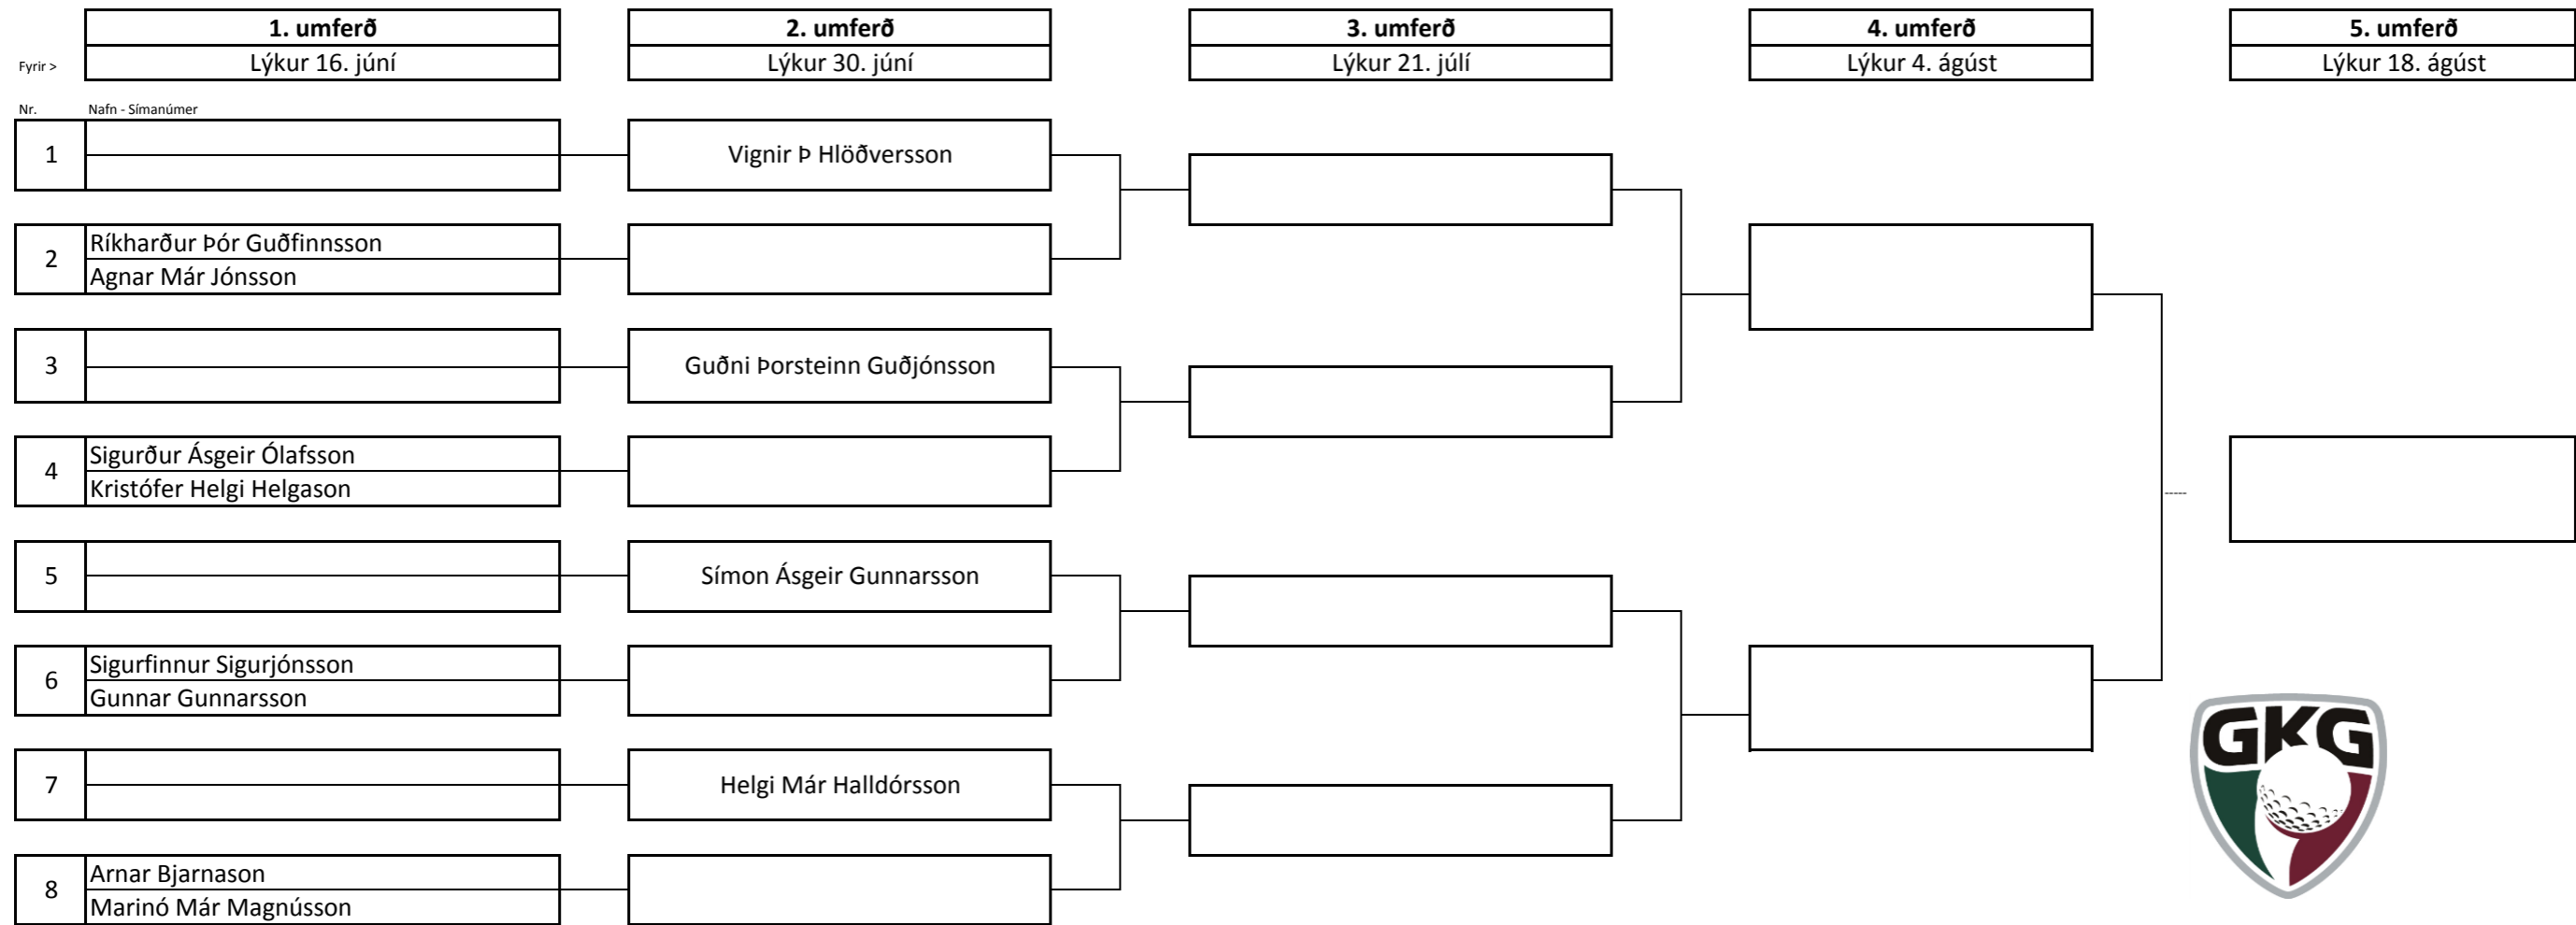 1. umferð
2. umferð
3. umferð
4. umferð
5. umferð
Fyrir >
Lýkur 16. júní
Lýkur 30. júní
Lýkur 21. júlí
Lýkur 4. ágúst
Lýkur 18. ágúst
Nr.
Nafn - Símanúmer
1
Vignir Þ Hlöðversson
2
Ríkharður Þór Guðfinnsson
Agnar Már Jónsson
3
Guðni Þorsteinn Guðjónsson
4
Sigurður Ásgeir Ólafsson
Kristófer Helgi Helgason
-----
5
Símon Ásgeir Gunnarsson
6
Sigurfinnur Sigurjónsson
Gunnar Gunnarsson
7
Helgi Már Halldórsson
GKG
8
Arnar Bjarnason
Marinó Már Magnússon